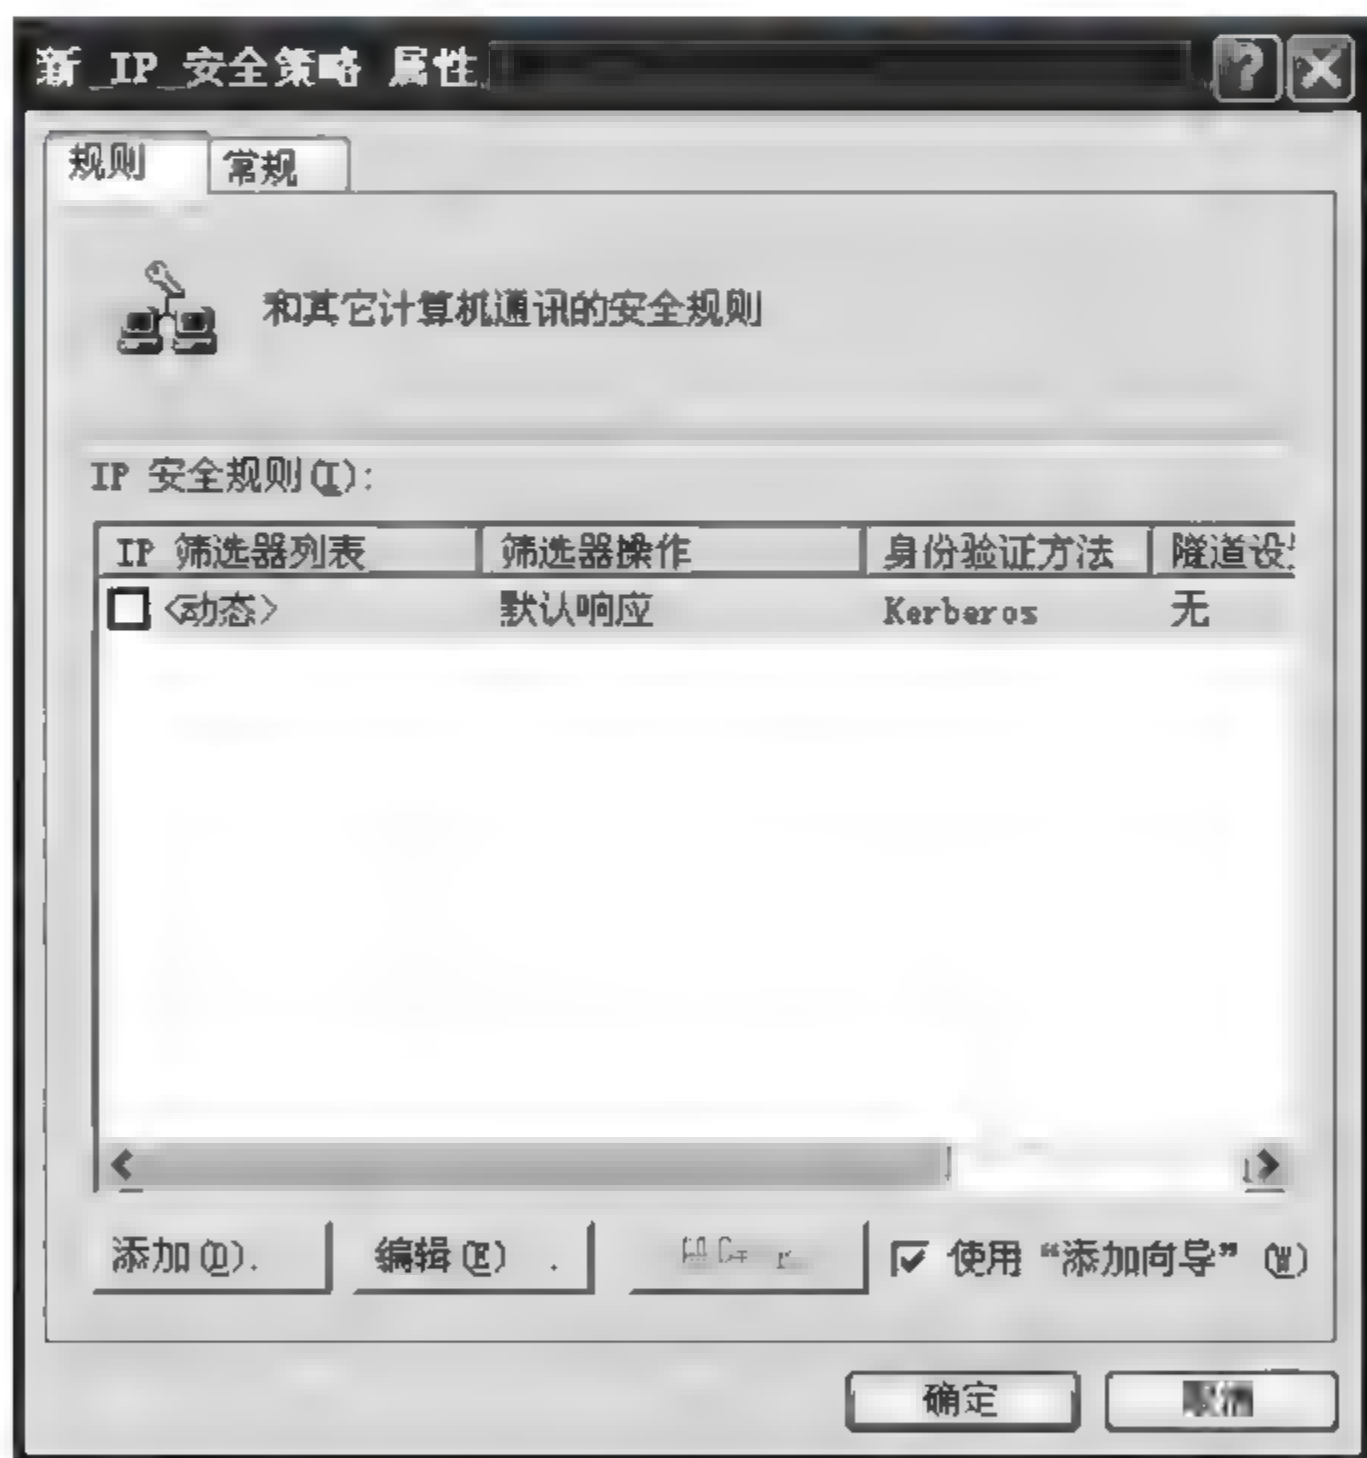 新_IP_安全策略 属性
? ×
规则 常规
和其它计算机通讯的安全规则
IP 安全规则(I):
IP 筛选器列表 筛选器操作 身份验证方法 隧道设
<动态> 默认响应 Kerberos 无
添加(D). 编辑(E) . 使用“添加向导”(W)
确定